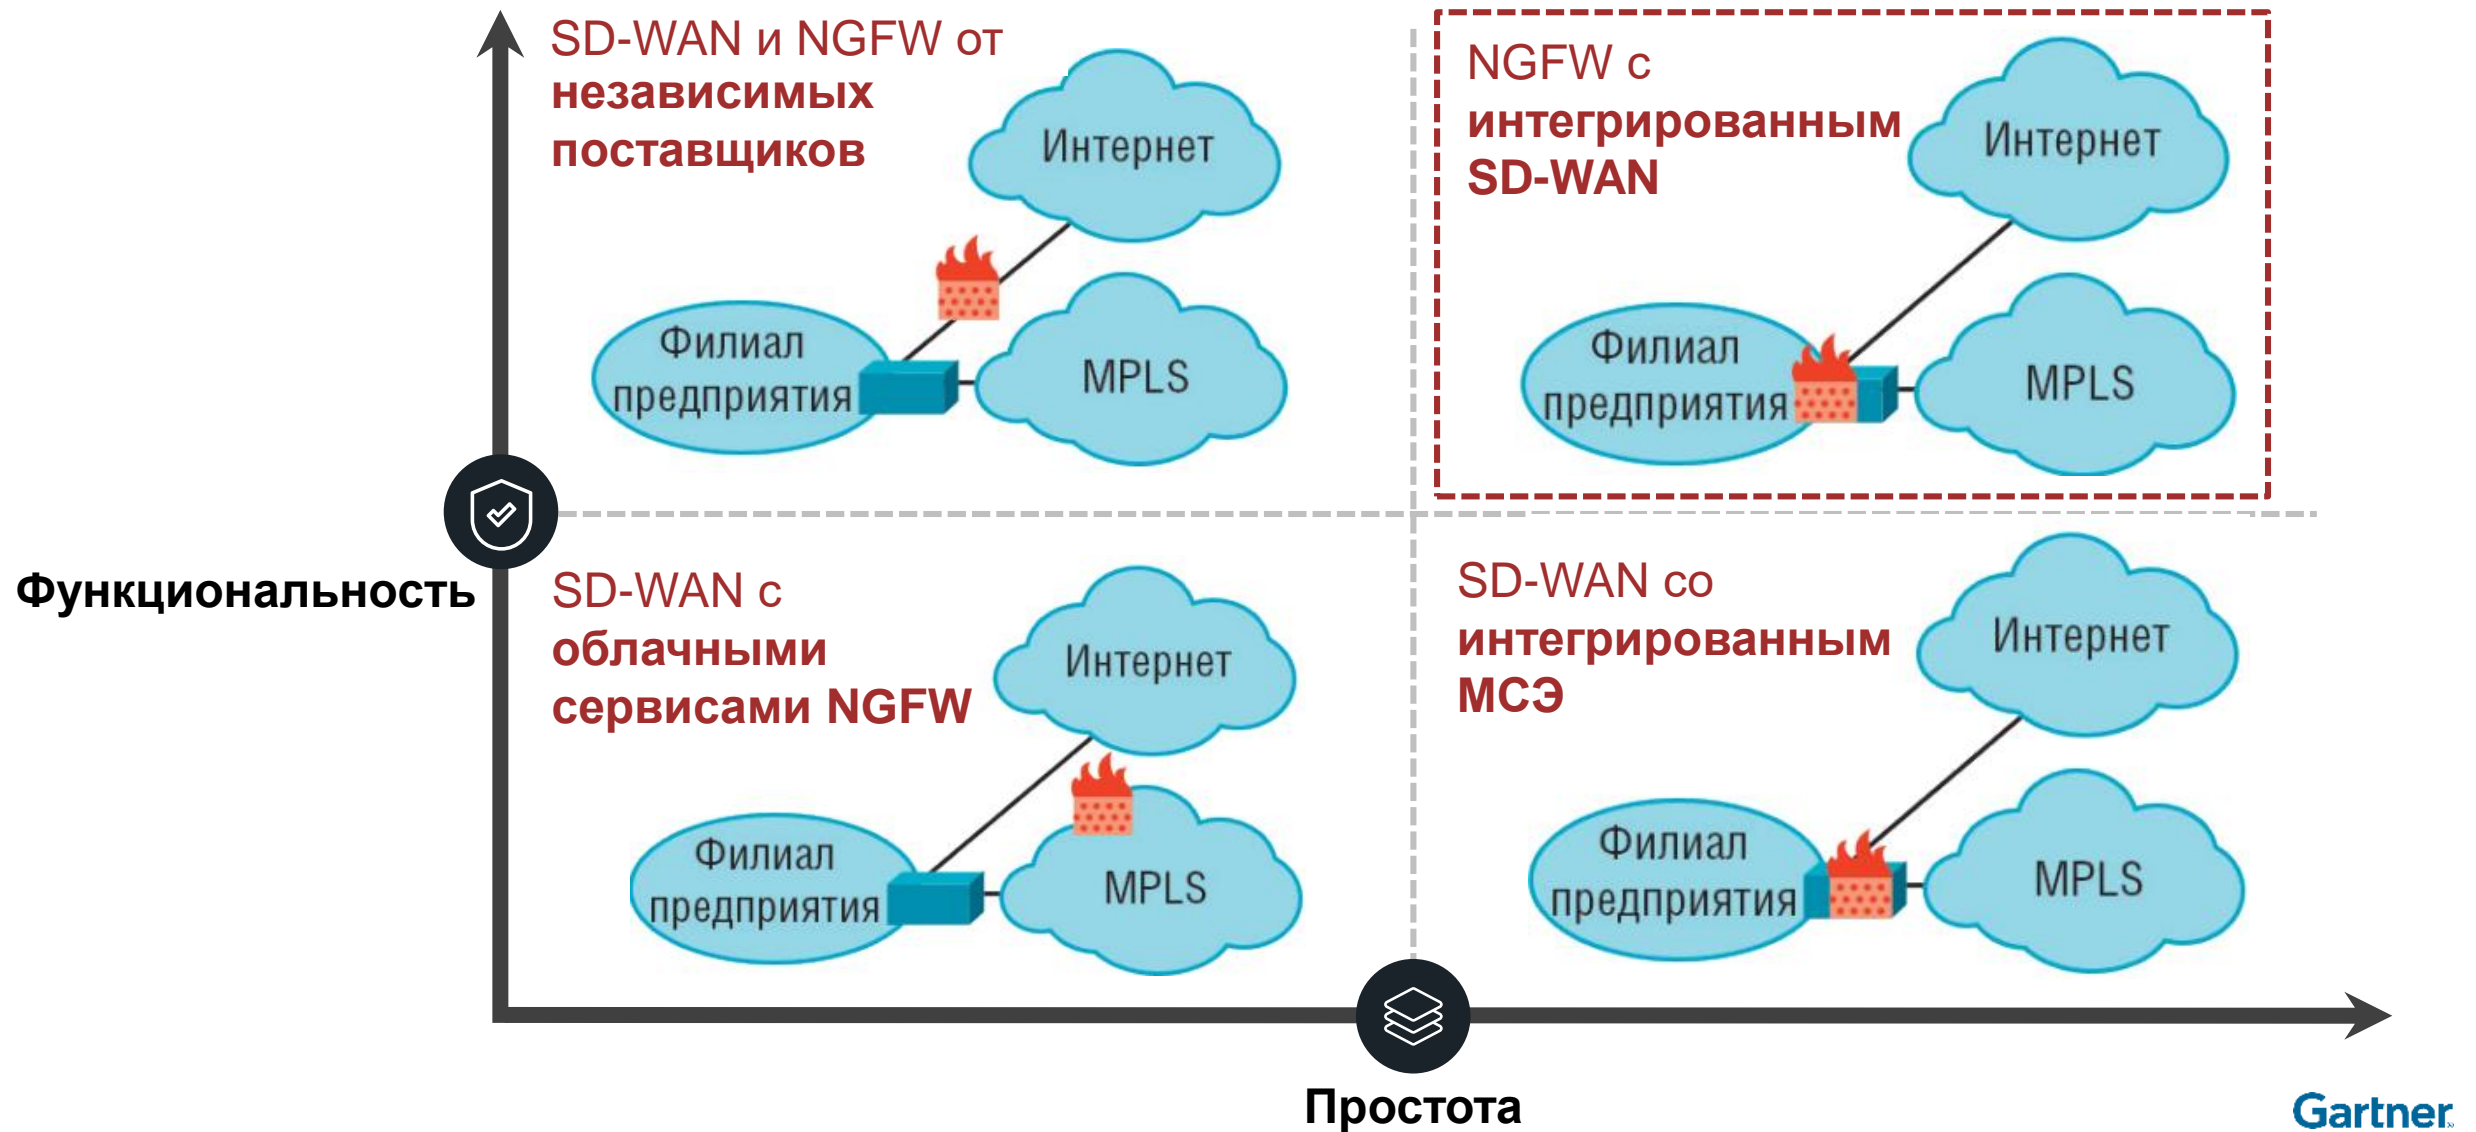 SD-WAN и NGFW от
независимых
поставщиков
Интернет
Филиал
предприятия
MPLS
NGFW с
интегрированным
SD-WAN
Интернет
Филиал
предприятия
MPLS
Функциональность
SD-WAN с
облачными
сервисами NGFW
Интернет
Филиал
предприятия
MPLS
SD-WAN со
интегрированным
МСЭ
Интернет
Филиал
предприятия
MPLS
Простота
Gartner